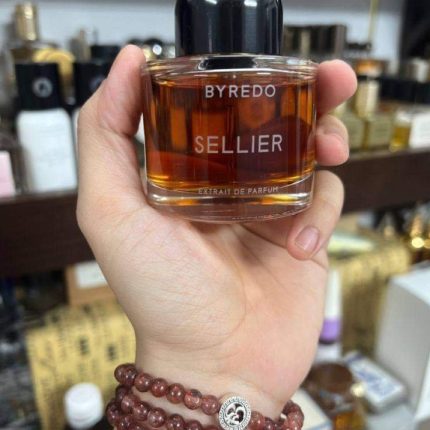 BYREDO
SELLIER
EXTRAIT DE PARFUM